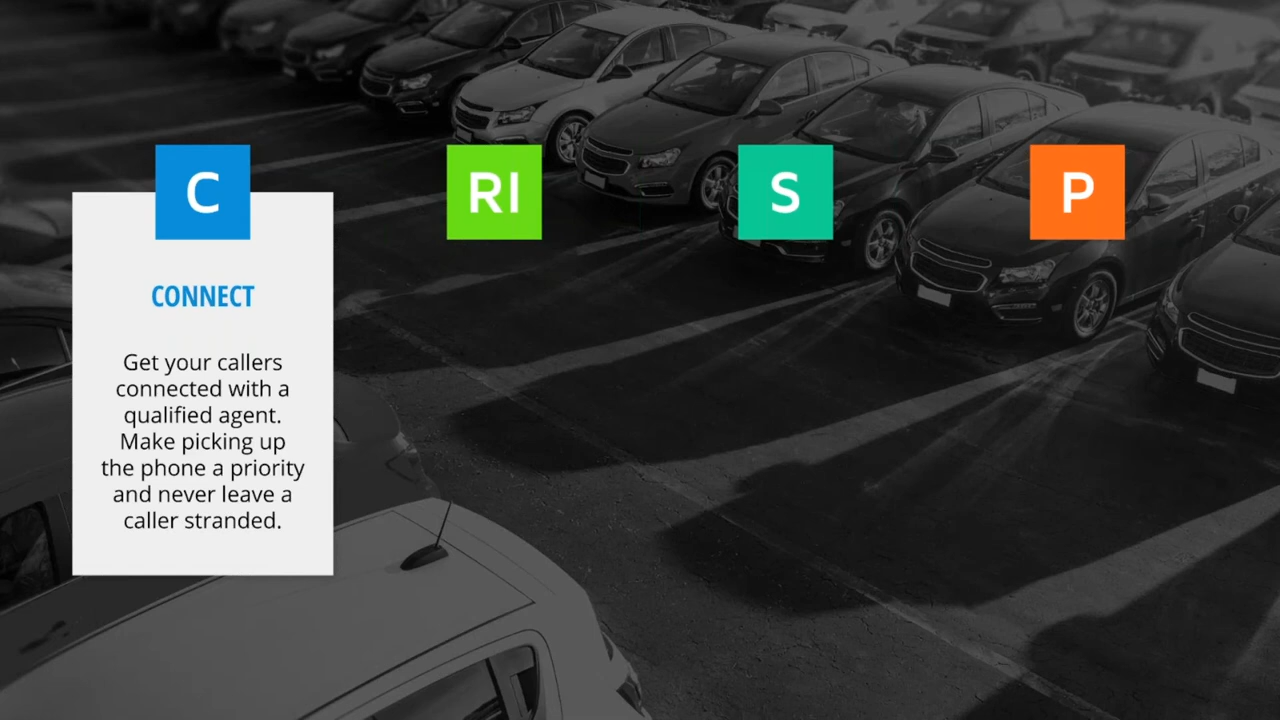 C
RI
S
P
CONNECT
Get your callers
connected with a
qualified agent.
Make picking up
the phone a priority
and never leave a
caller stranded.